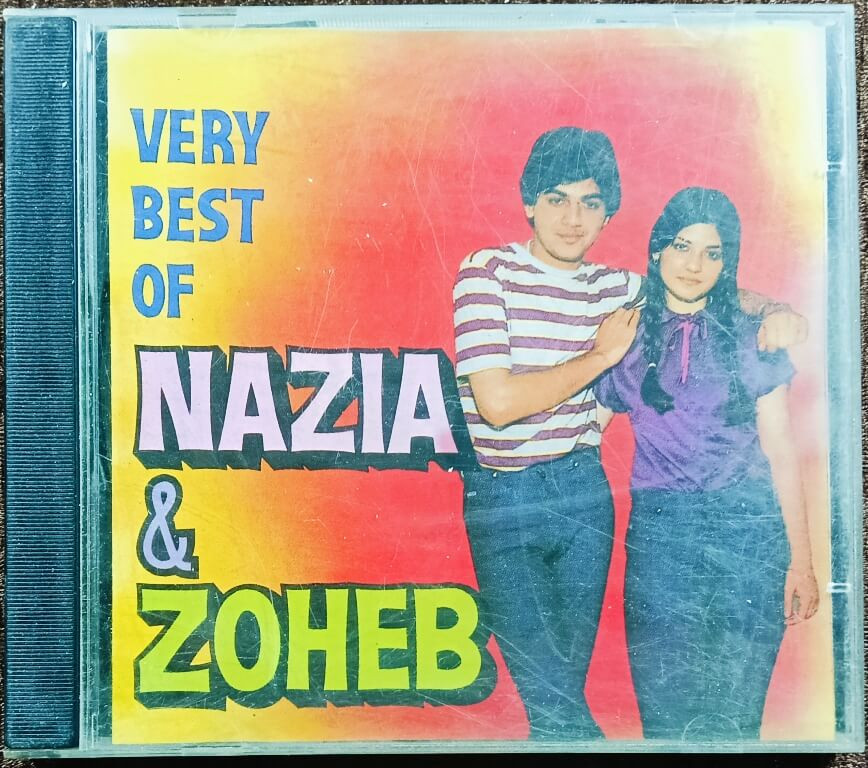 VERY
BEST
OF
NAZIA
&
ZOHEB